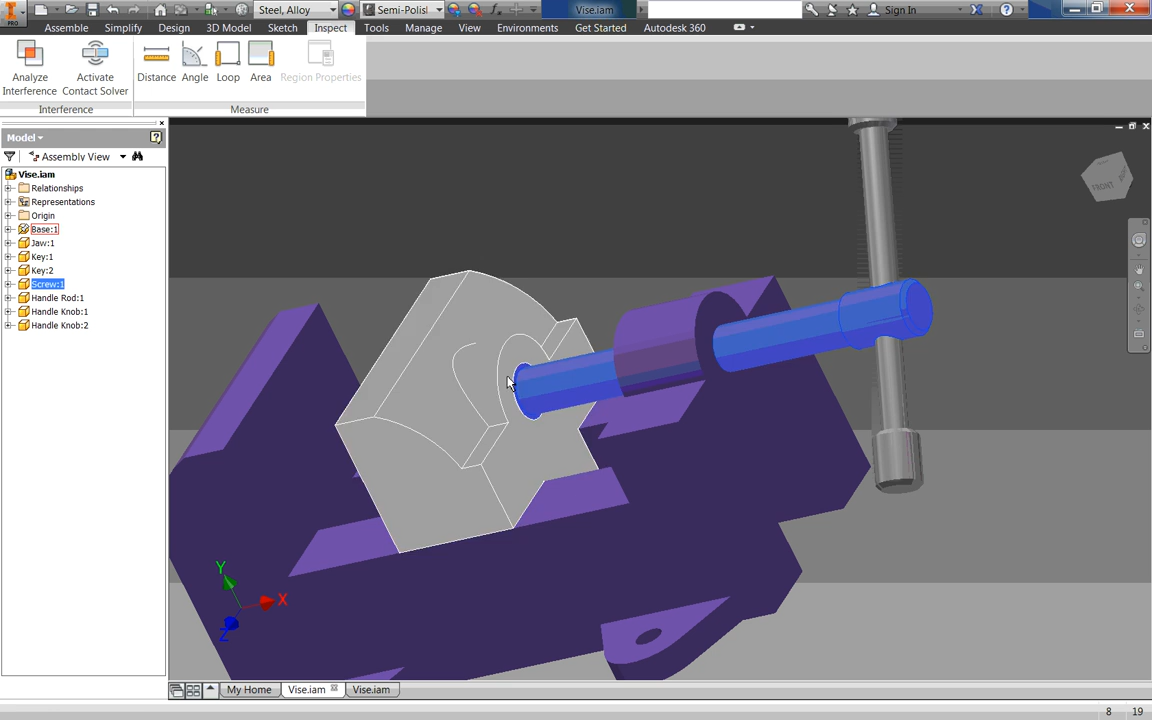 Steel, Alloy
Semi-Polisl
Vise.iam
Sign In
PRO
Assemble
Simplify
Design
3D Model
Sketch
Inspect
Tools
Manage
View
Environments
Get Started
Autodesk 360
Analyze
Interference
Activate
Contact Solver
Distance
Angle
Loop
Area
Region Properties
Interference
Measure
Model
Assembly View
Vise.iam
Relationships
Representations
Origin
Base:1
Jaw:1
Key:1
Key:2
Screw:1
Handle Rod:1
Handle Knob:1
Handle Knob:2
FRONT
Y
X
Z
My Home
Vise.iam
Vise.iam
8 19